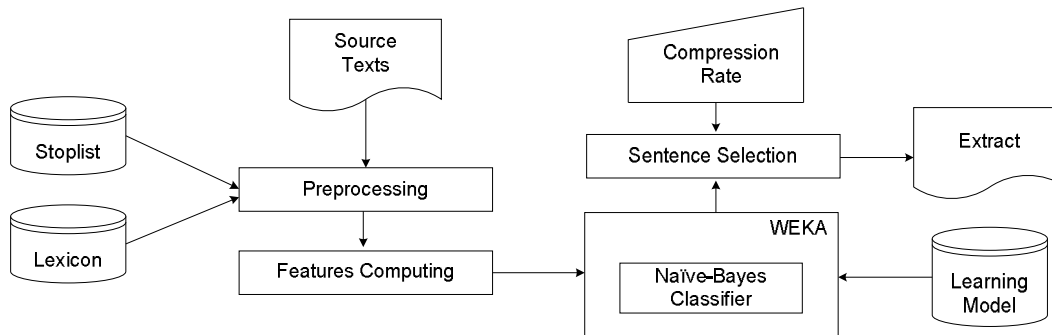 Source
Texts
Compression
Rate
Stoplist
Sentence Selection
Extract
Preprocessing
Lexicon
WEKA
Features Computing
Naïve-Bayes
Classifier
Learning
Model